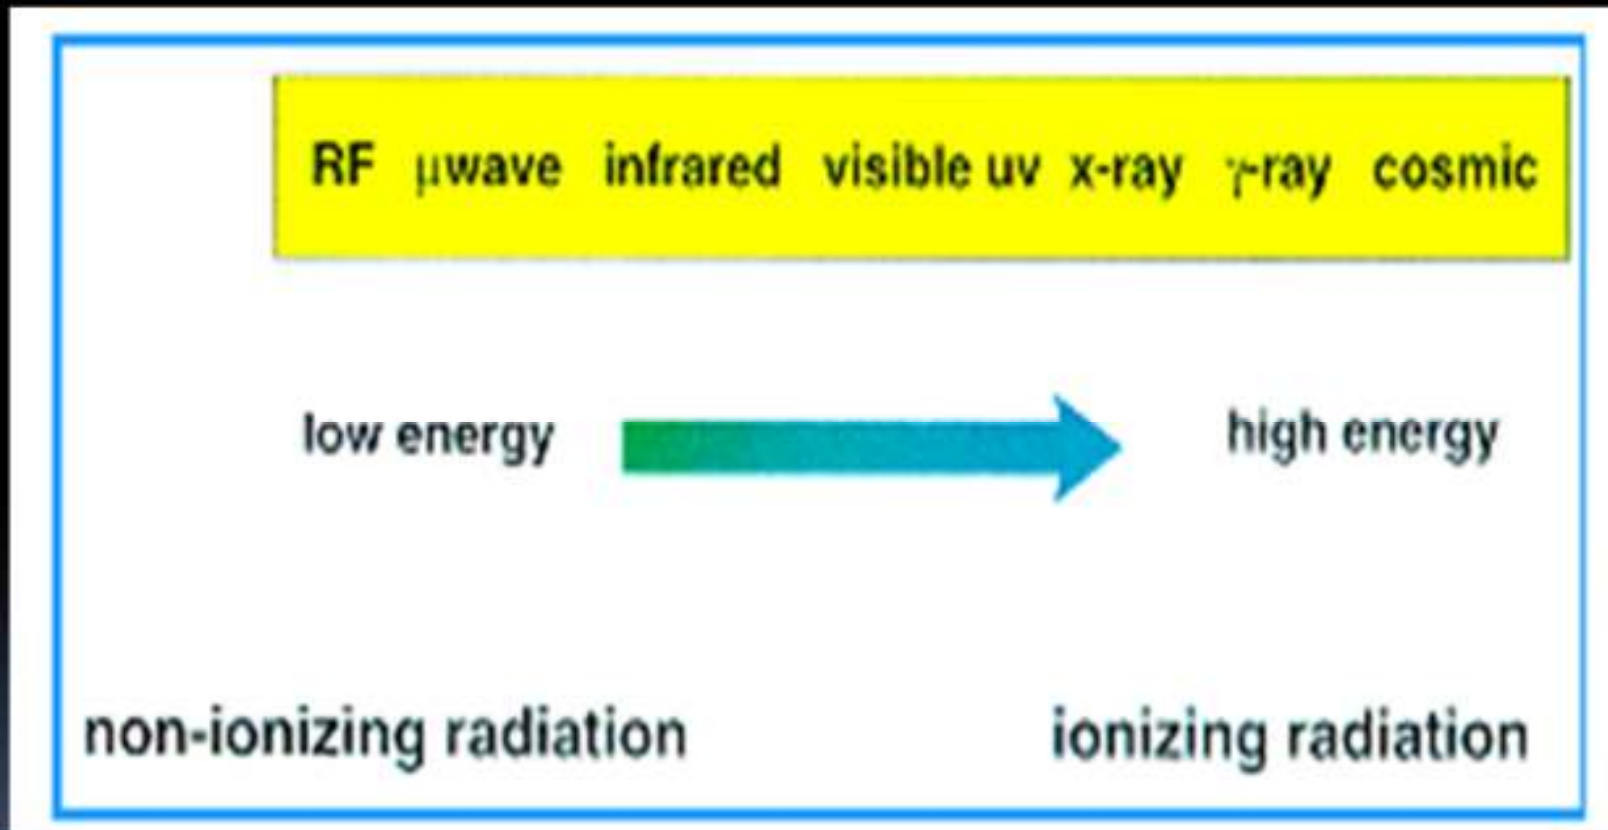 RF μwave infrared visible uv x-ray γ-ray cosmic
low energy high energy
non-ionizing radiation ionizing radiation